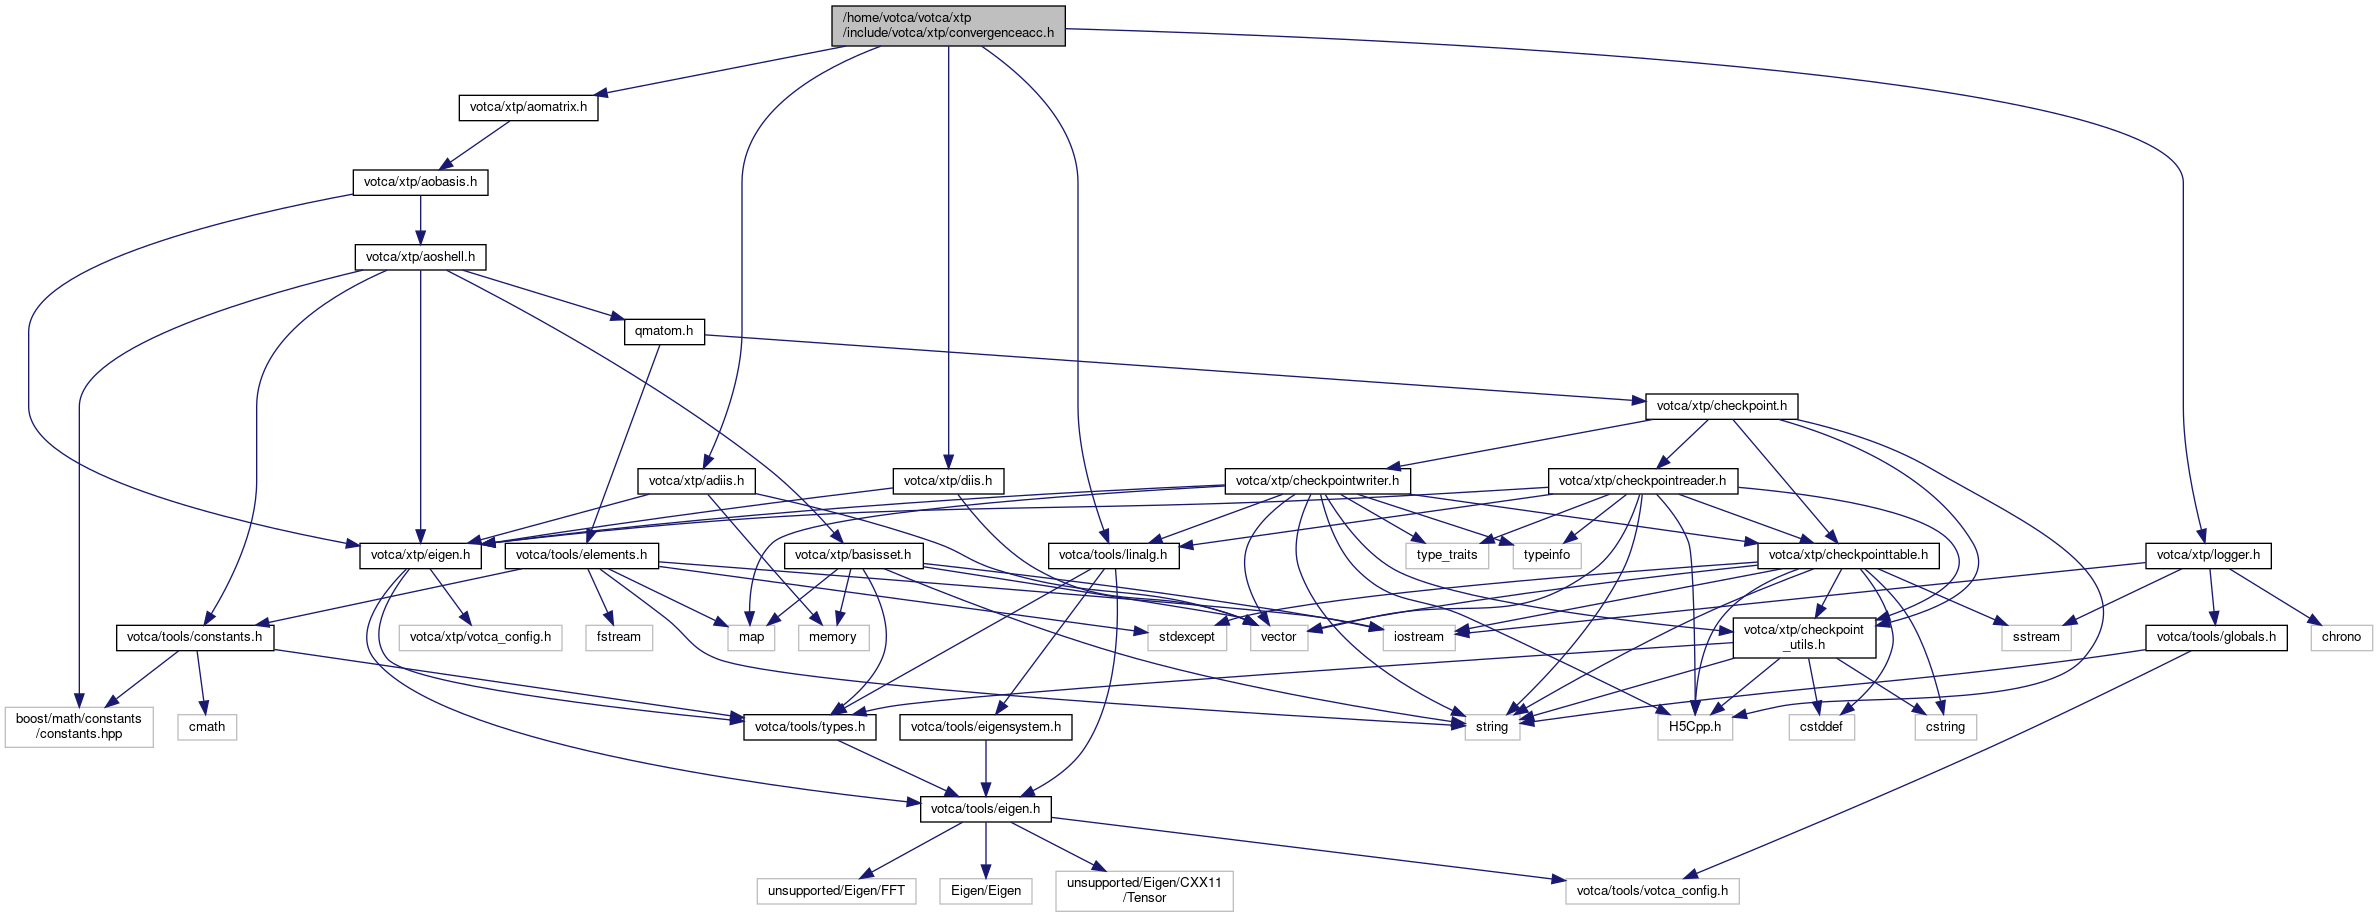 /home/votca/votca/xtp
/include/votca/xtp/convergenceacc.h
votca/xtp/aomatrix.h
votca/xtp/aobasis.h
votca/xtp/aoshell.h
qmatom.h
votca/xtp/checkpoint.h
votca/xtp/adiis.h
votca/xtp/diis.h
votca/xtp/checkpointwriter.h
votca/xtp/checkpointreader.h
votca/xtp/eigen.h
votca/tools/elements.h
votca/xtp/basisset.h
votca/tools/linalg.h
type_traits
typeinfo
votca/xtp/checkpointtable.h
votca/xtp/logger.h
votca/tools/constants.h
votca/xtp/votca_config.h
fstream
map
memory
stdexcept
vector
iostream
votca/xtp/checkpoint
_utils.h
sstream
votca/tools/globals.h
chrono
boost/math/constants
/constants.hpp
cmath
votca/tools/types.h
votca/tools/eigensystem.h
string
H5Cpp.h
cstddef
cstring
votca/tools/eigen.h
unsupported/Eigen/FFT
Eigen/Eigen
unsupported/Eigen/CXX11
/Tensor
votca/tools/votca_config.h